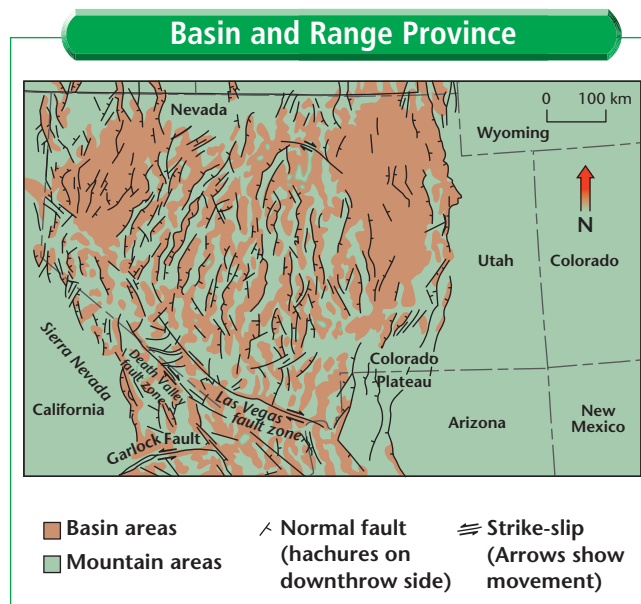 Basin and Range Province
Nevada
0 100 km
Wyoming
N
Utah
Colorado
Sierra Nevada
Death Valley
fault zone
Colorado
Plateau
California
Las Vegas
fault zone
Arizona
New
Mexico
Garlock Fault
Basin areas
Mountain areas
Normal fault
(hachures on
downthrow side)
Strike-slip
(Arrows show
movement)